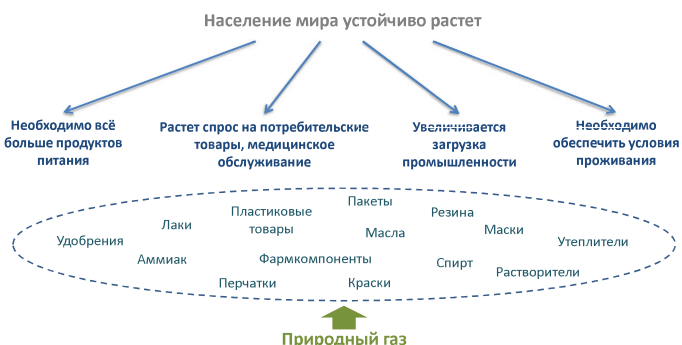 Население мира устойчиво растет
Необходимо всё
больше продуктов
питания
Растет спрос на потребительские
товары, медицинское
обслуживание
Увеличивается
загрузка
промышленности
Необходимо
обеспечить условия
проживания
Пакеты
Пластиковые
товары
Резина
Лаки
Масла
Маски
Удобрения
Утеплители
Аммиак
Фармкомпоненты
Спирт
Растворители
Перчатки
Краски
Природный газ